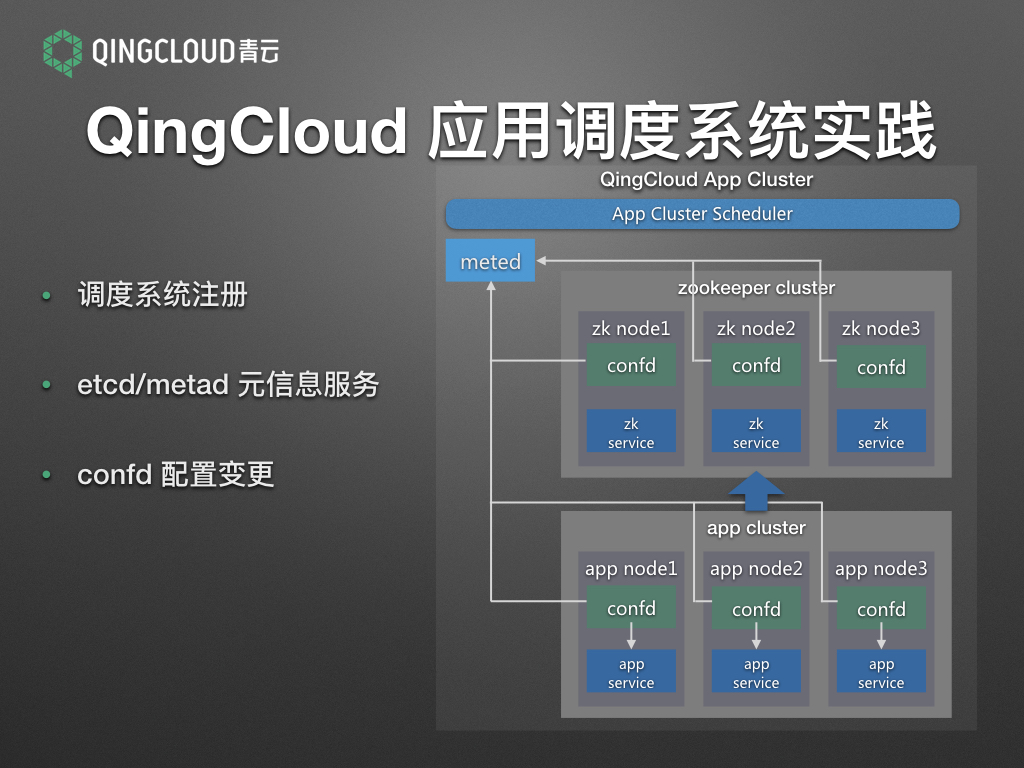 QINGCLOUD青云
QingCloud 应用调度系统实践
• 调度系统注册
• etcd/metad 元信息服务
• confd 配置变更
QingCloud App Cluster
App Cluster Scheduler
meted
zookeeper cluster
zk node1 zk node2 zk node3
confd confd confd
zk zk zk
service service service
app cluster
app node1 app node2 app node3
confd confd confd
app app app
service service service